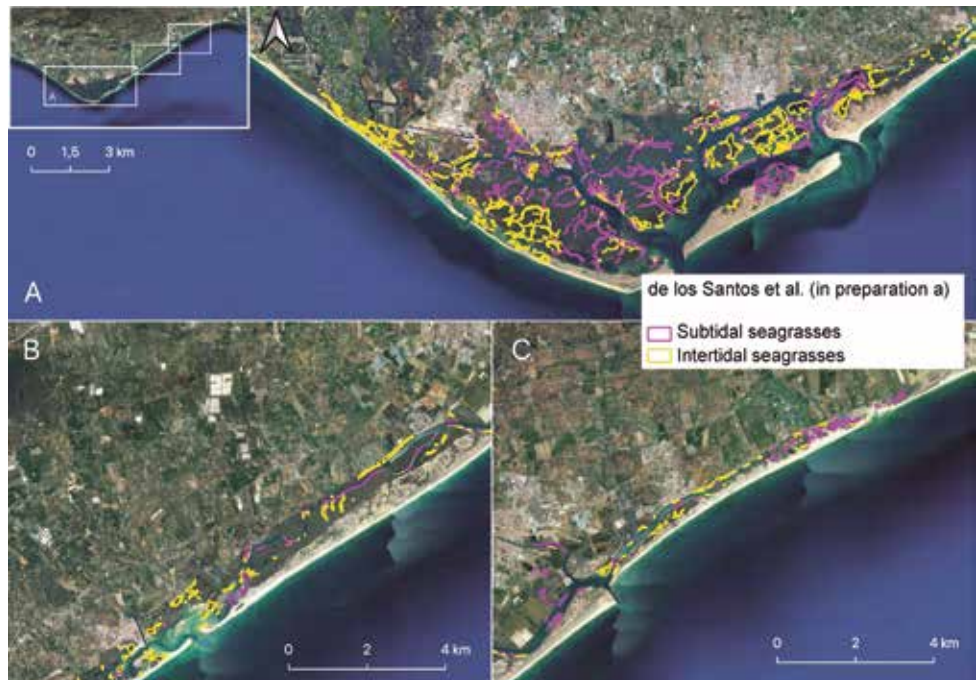 A
0 1,5 3 km
A
de los Santos et al. (in preparation a)
Subtidal seagrasses
Intertidal seagrasses
B
0 2 4 km
C
0 2 4 km